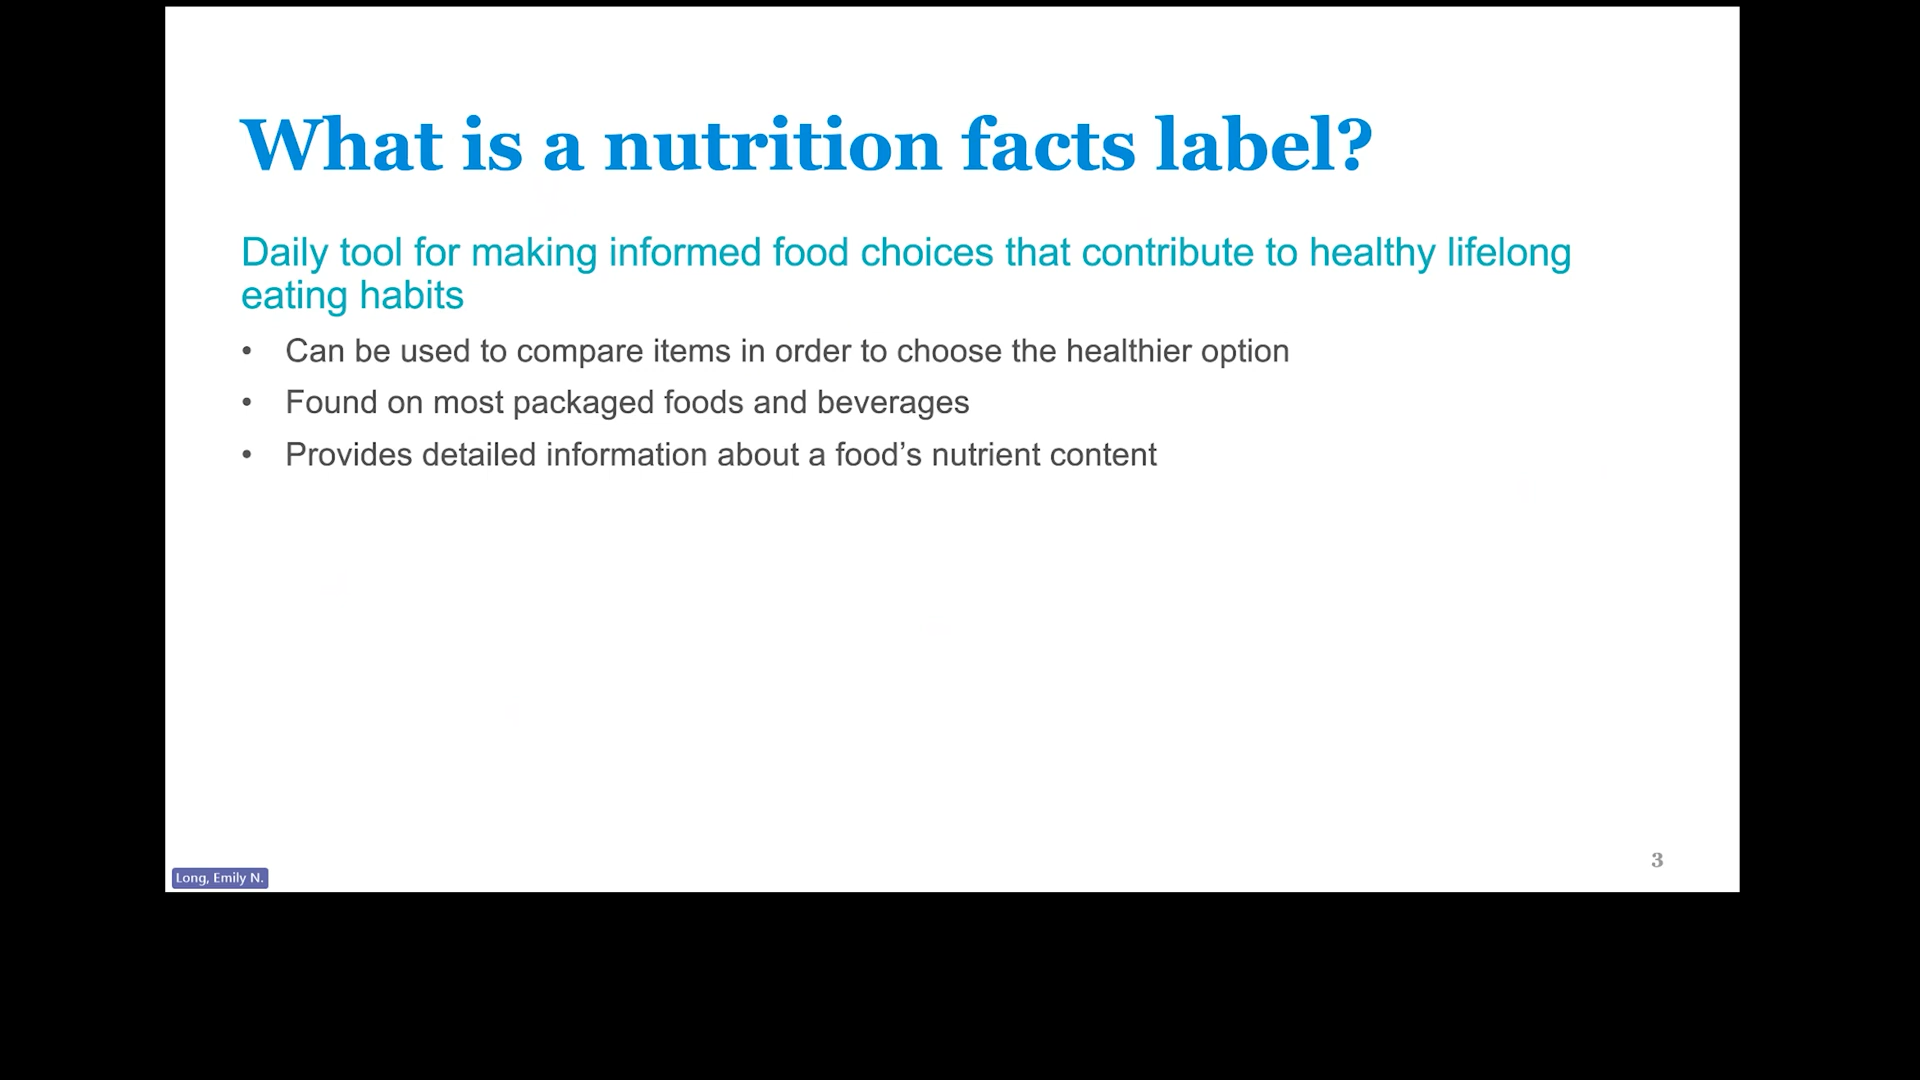 What is a nutrition facts label?
Daily tool for making informed food choices that contribute to healthy lifelong
eating habits
• Can be used to compare items in order to choose the healthier option
• Found on most packaged foods and beverages
• Provides detailed information about a food’s nutrient content
3
Long, Emily N.